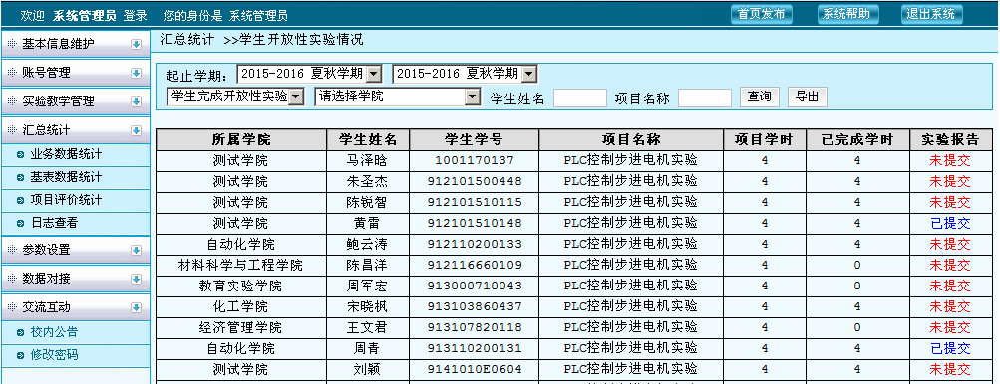 欢迎 系统管理员 登录 您的身份是 系统管理员 首页发布 系统帮助 退出系统
基本信息维护
账号管理
实验教学管理
汇总统计
业务数据统计
基表数据统计
项目评价统计
日志查看
参数设置
数据对接
交流互动
校内公告
修改密码
汇总统计 >>学生开放性实验情况
起止学期: 2015-2016 夏秋学期 2015-2016 夏秋学期
学生完成开放性实验 请选择学院 学生姓名 项目名称 查询 导出
所属学院 学生姓名 学生学号 项目名称 项目学时 已完成学时 实验报告
测试学院 马泽晗 1001170137 PLC控制步进电机实验 4 4 未提交
测试学院 朱圣杰 912101500448 PLC控制步进电机实验 4 4 未提交
测试学院 陈锐智 912101510115 PLC控制步进电机实验 4 4 未提交
测试学院 黄雷 912101510148 PLC控制步进电机实验 4 4 已提交
自动化学院 鲍云涛 912110200133 PLC控制步进电机实验 4 4 未提交
材料科学与工程学院 陈昌洋 912116660109 PLC控制步进电机实验 4 0 未提交
教育实验学院 周军宏 913000710043 PLC控制步进电机实验 4 0 未提交
化工学院 宋晓枫 913103860437 PLC控制步进电机实验 4 4 未提交
经济管理学院 王文君 913107820118 PLC控制步进电机实验 4 0 未提交
自动化学院 周青 913110200131 PLC控制步进电机实验 4 4 已提交
测试学院 刘颖 9141010E0604 PLC控制步进电机实验 4 4 未提交